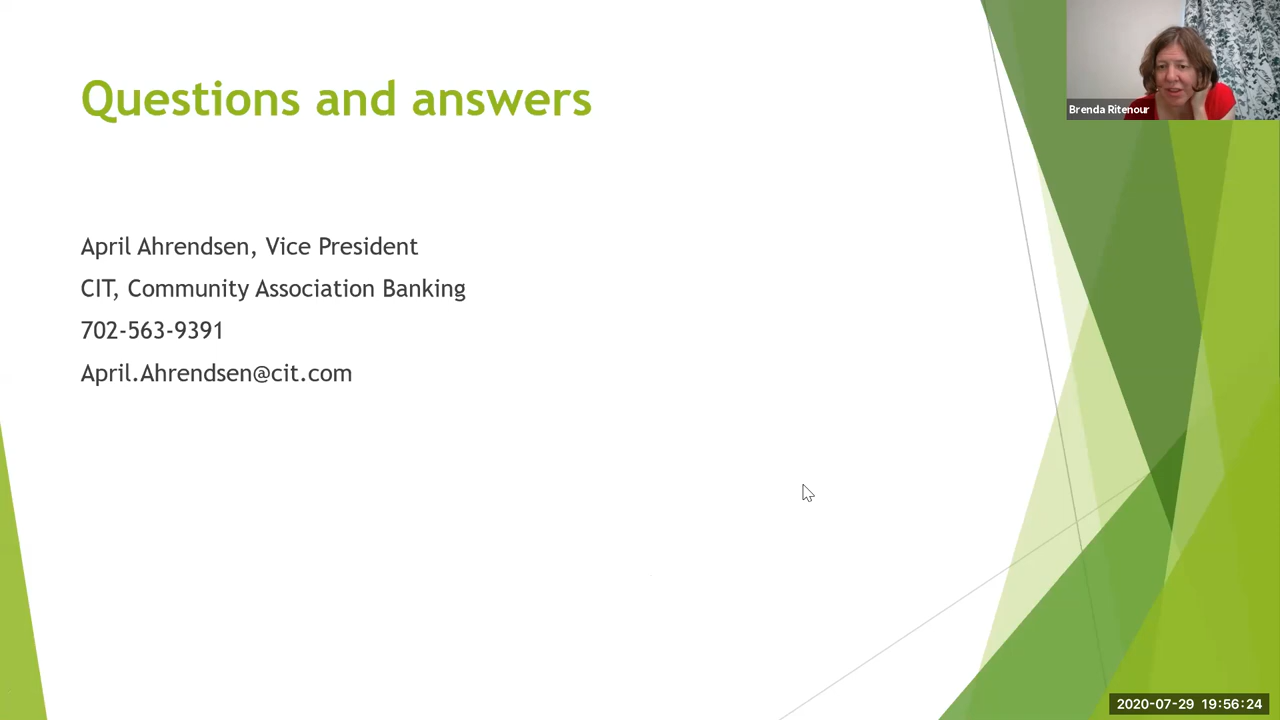 Questions and answers
Brenda Ritenour
April Ahrendsen, Vice President
CIT, Community Association Banking
702-563-9391
April.Ahrendsen@cit.com
2020-07-29 19:56:24